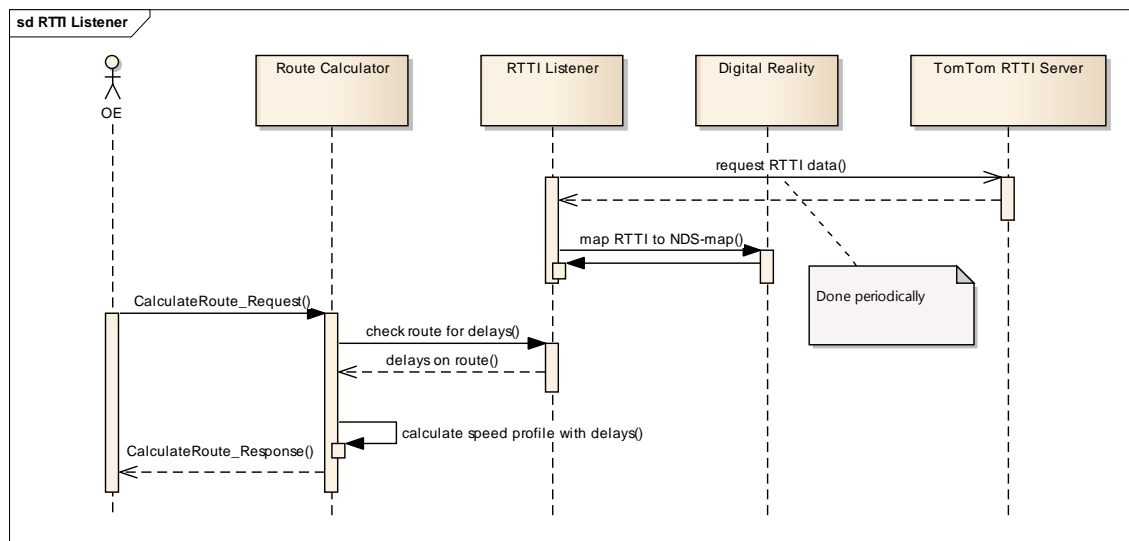 sd RTTI Listener
OE
Route Calculator
RTTI Listener
Digital Reality
TomTom RTTI Server
request RTTI data()
map RTTI to NDS-map()
Done periodically
CalculateRoute_Request()
check route for delays()
delays on route()
calculate speed profile with delays()
CalculateRoute_Response()